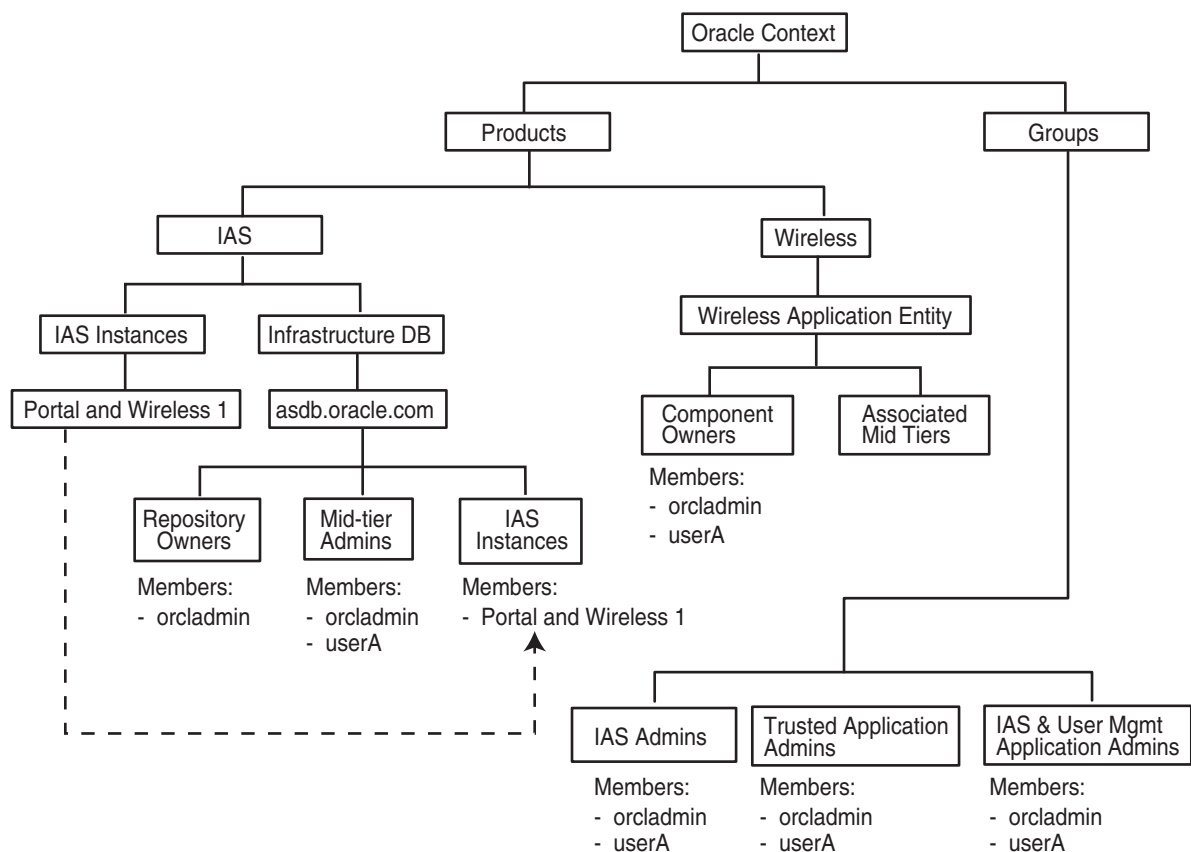 Oracle Context
Products
Groups
IAS
Wireless
IAS Instances
Infrastructure DB
Wireless Application Entity
Portal and Wireless 1
asdb.oracle.com
Component
Owners
Associated
Mid Tiers
Members:
- orcladmin
- userA
Repository
Owners
Mid-tier
Admins
IAS
Instances
Members:
- orcladmin
Members:
- orcladmin
- userA
Members:
- Portal and Wireless 1
IAS Admins
Trusted Application
Admins
IAS & User Mgmt
Application Admins
Members:
- orcladmin
- userA
Members:
- orcladmin
- userA
Members:
- orcladmin
- userA